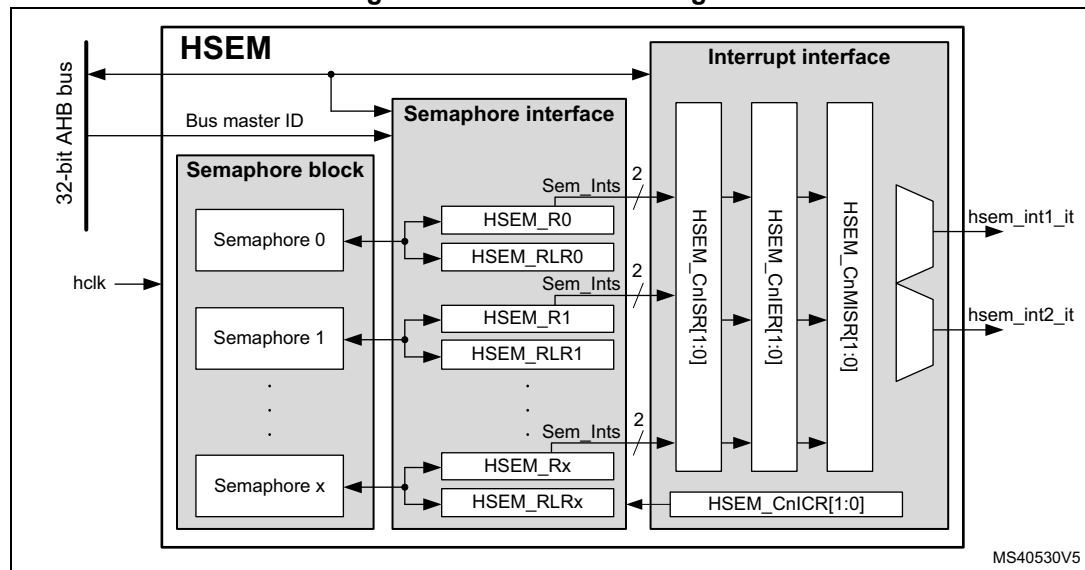 HSEM
Interrupt interface
32-bit AHB bus
Bus master ID
Semaphore interface
Semaphore block
Sem_Ints
2
HSEM_R0
Semaphore 0
HSEM_RLR0
hclk
Sem_Ints
2
HSEM_R1
Semaphore 1
HSEM_RLR1
.
.
.
.
.
.
Sem_Ints
2
HSEM_Rx
Semaphore x
HSEM_RLRx
HSEM_CnISR[1:0]
HSEM_CnIER[1:0]
HSEM_CnMISR[1:0]
HSEM_CnICR[1:0]
hsem_int1_it
hsem_int2_it
MS40530V5